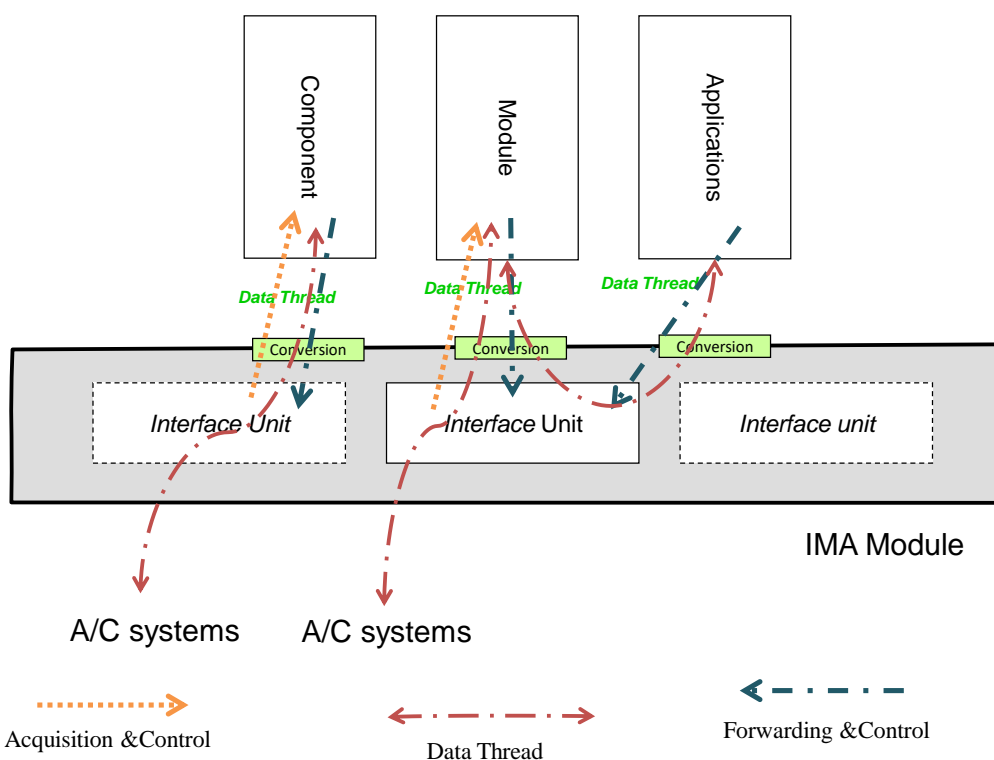 Component
Module
Applications
Data Thread
Data Thread
Data Thread
Conversion
Conversion
Conversion
Interface Unit
Interface Unit
Interface unit
IMA Module
A/C systems
A/C systems
Acquisition &Control
Data Thread
Forwarding &Control